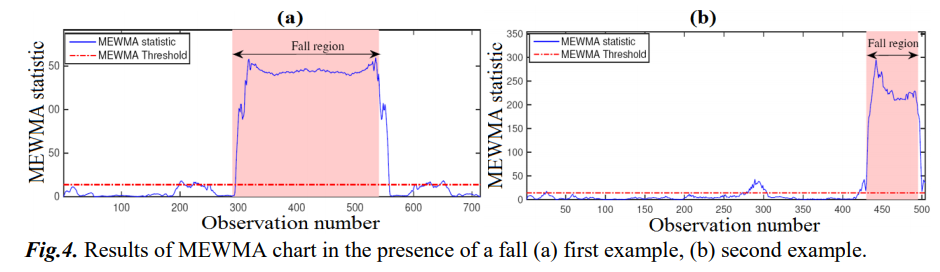 (a)
MEWMA statistic
MEWMA Threshold
Fall region
MEWMA statistic
50
00
50
0
100 200 300 400 500 600 700
Observation number
(b)
MEWMA statistic
MEWMA Threshold
Fall region
MEWMA statistic
350
300
250
200
150
100
50
0
50 100 150 200 250 300 350 400 450 500
Observation number
Fig.4. Results of MEWMA chart in the presence of a fall (a) first example, (b) second example.